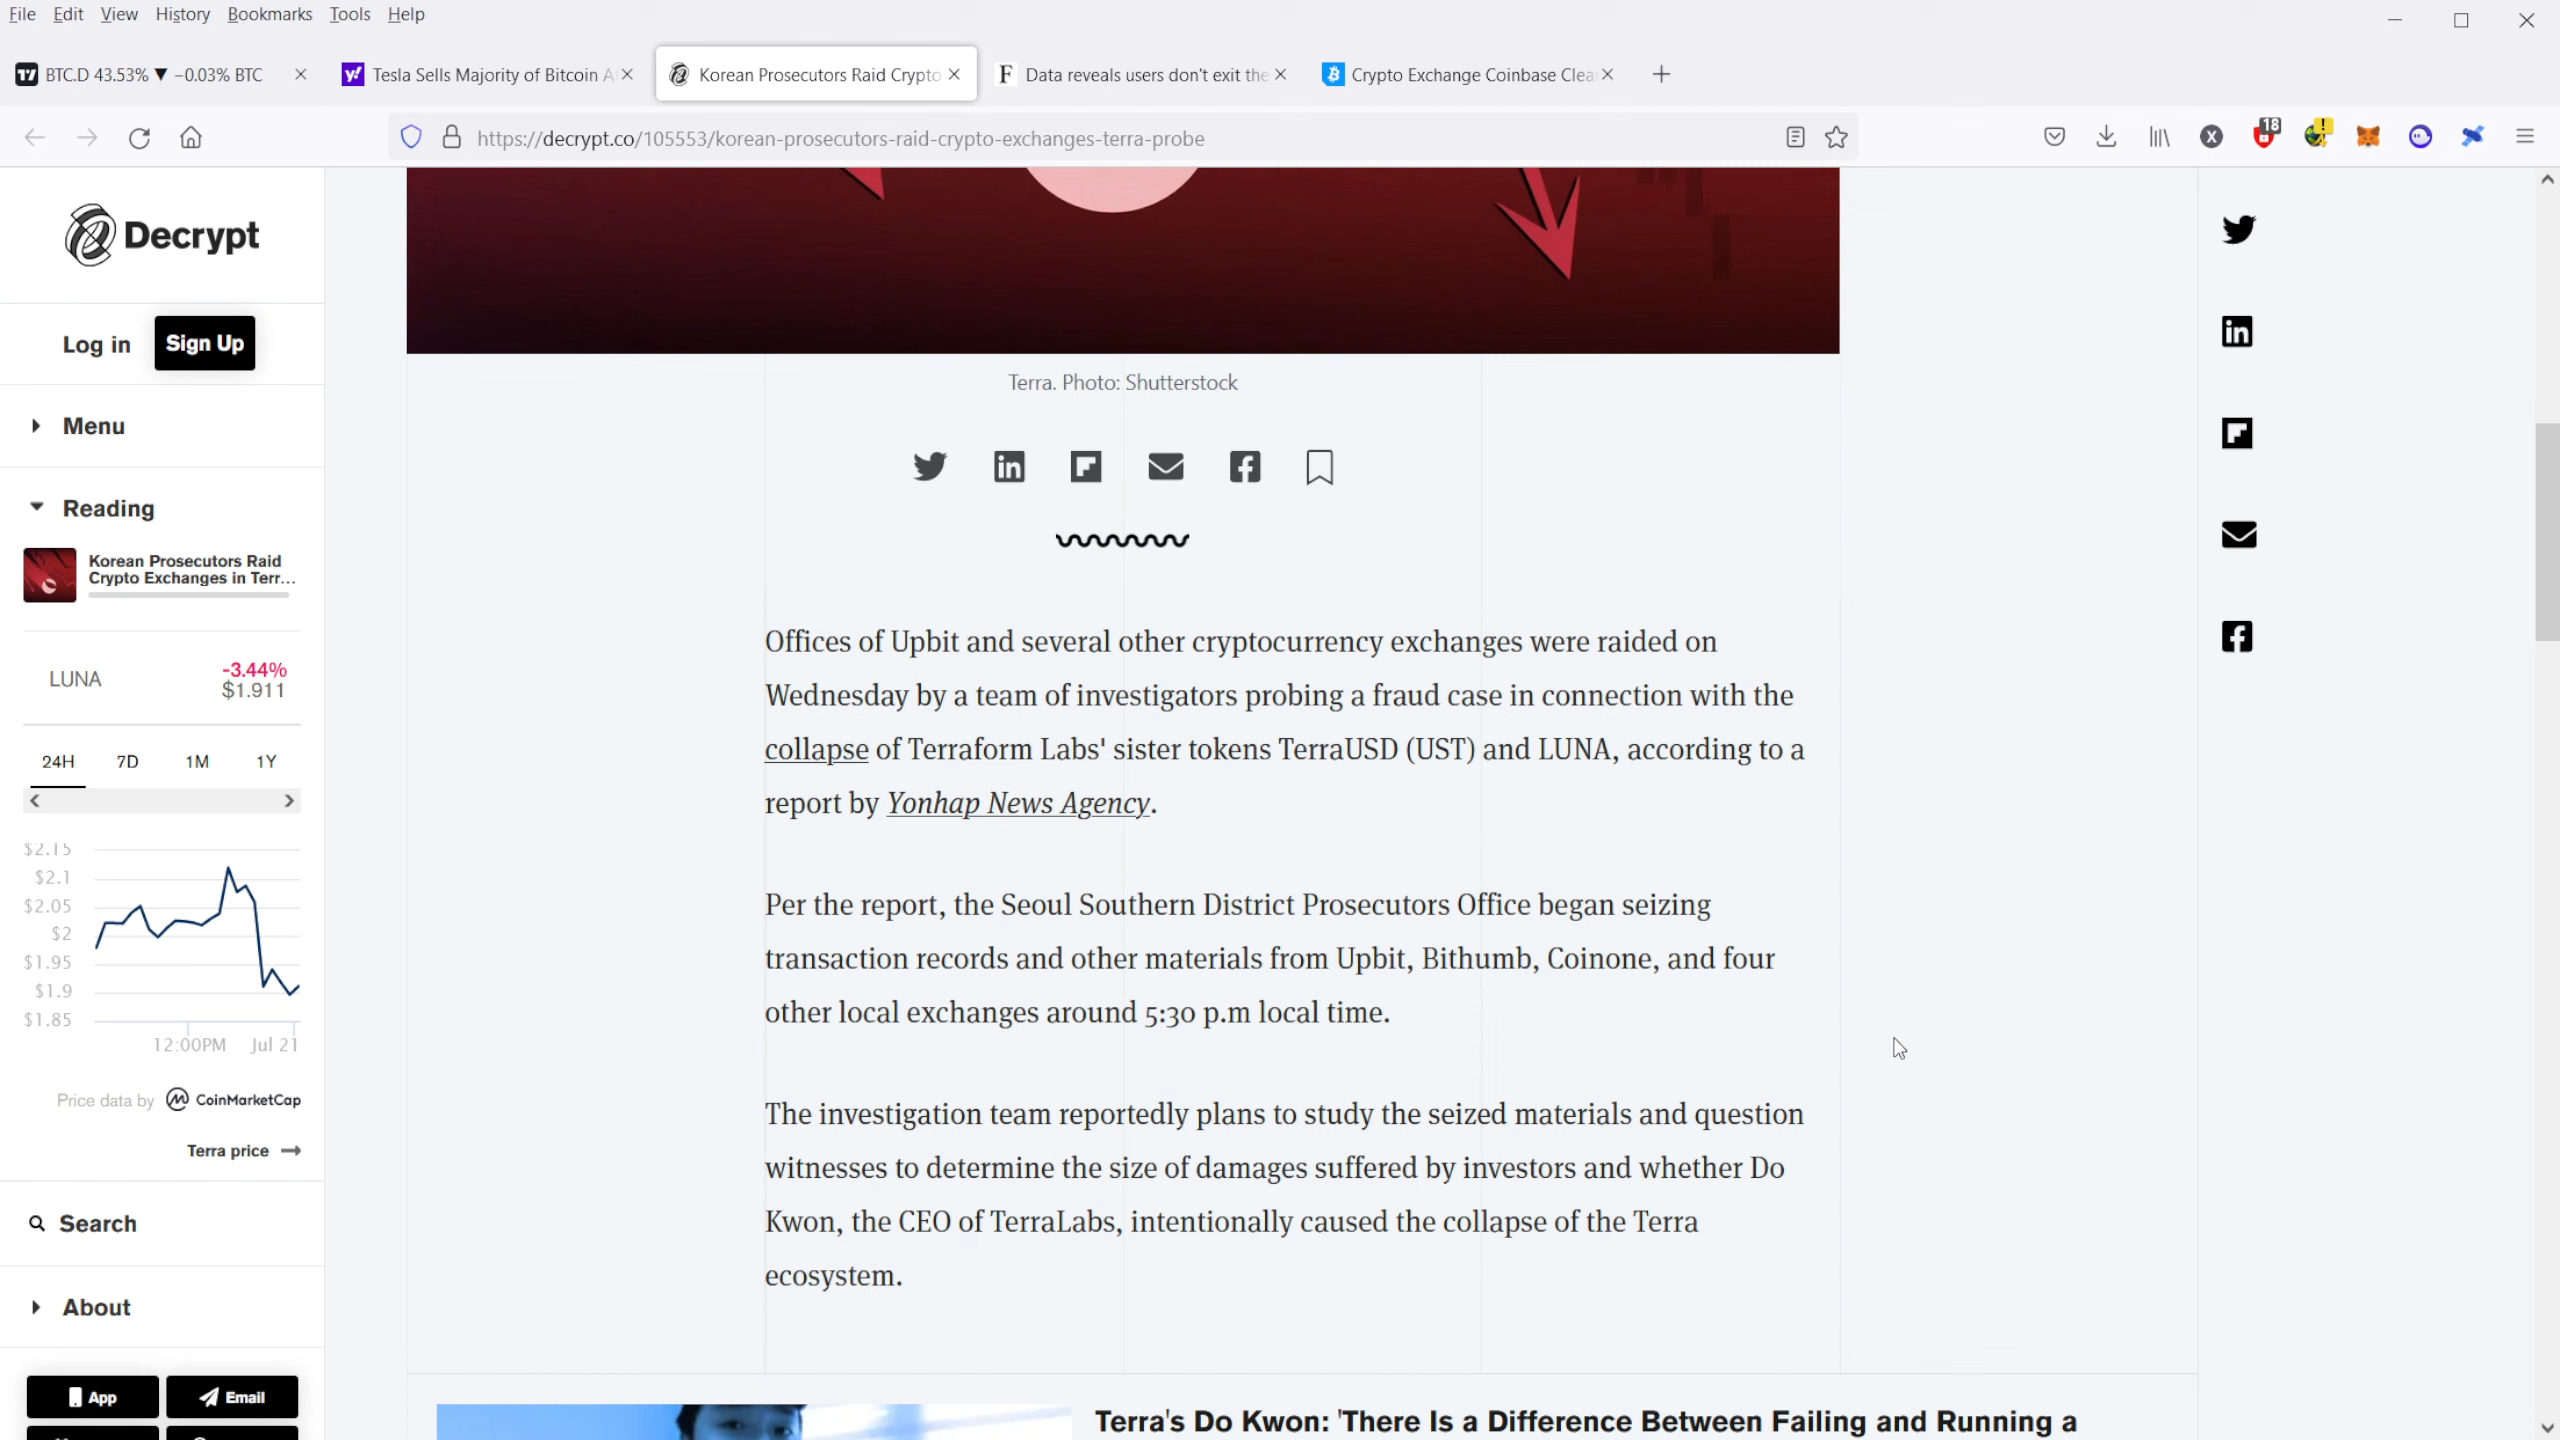 File Edit View History Bookmarks Tools Help
BTC.D 43.53% ▼ −0.03% BTC
Tesla Sells Majority of Bitcoin A
Korean Prosecutors Raid Crypto
Data reveals users don't exit the
Crypto Exchange Coinbase Clea
https://decrypt.co/105553/korean-prosecutors-raid-crypto-exchanges-terra-probe
18
Decrypt
Log in
Sign Up
Menu
Reading
Korean Prosecutors Raid
Crypto Exchanges in Terr...
LUNA
-3.44%
$1.911
24H 7D 1M 1Y
$2.15
$2.1
$2.05
$2
$1.95
$1.9
$1.85
12:00PM Jul 21
Price data by CoinMarketCap
Terra price
Search
About
App
Email
Terra. Photo: Shutterstock
Offices of Upbit and several other cryptocurrency exchanges were raided on
Wednesday by a team of investigators probing a fraud case in connection with the
collapse of Terraform Labs' sister tokens TerraUSD (UST) and LUNA, according to a
report by Yonhap News Agency.
Per the report, the Seoul Southern District Prosecutors Office began seizing
transaction records and other materials from Upbit, Bithumb, Coinone, and four
other local exchanges around 5:30 p.m local time.
The investigation team reportedly plans to study the seized materials and question
witnesses to determine the size of damages suffered by investors and whether Do
Kwon, the CEO of TerraLabs, intentionally caused the collapse of the Terra
ecosystem.
Terra's Do Kwon: 'There Is a Difference Between Failing and Running a